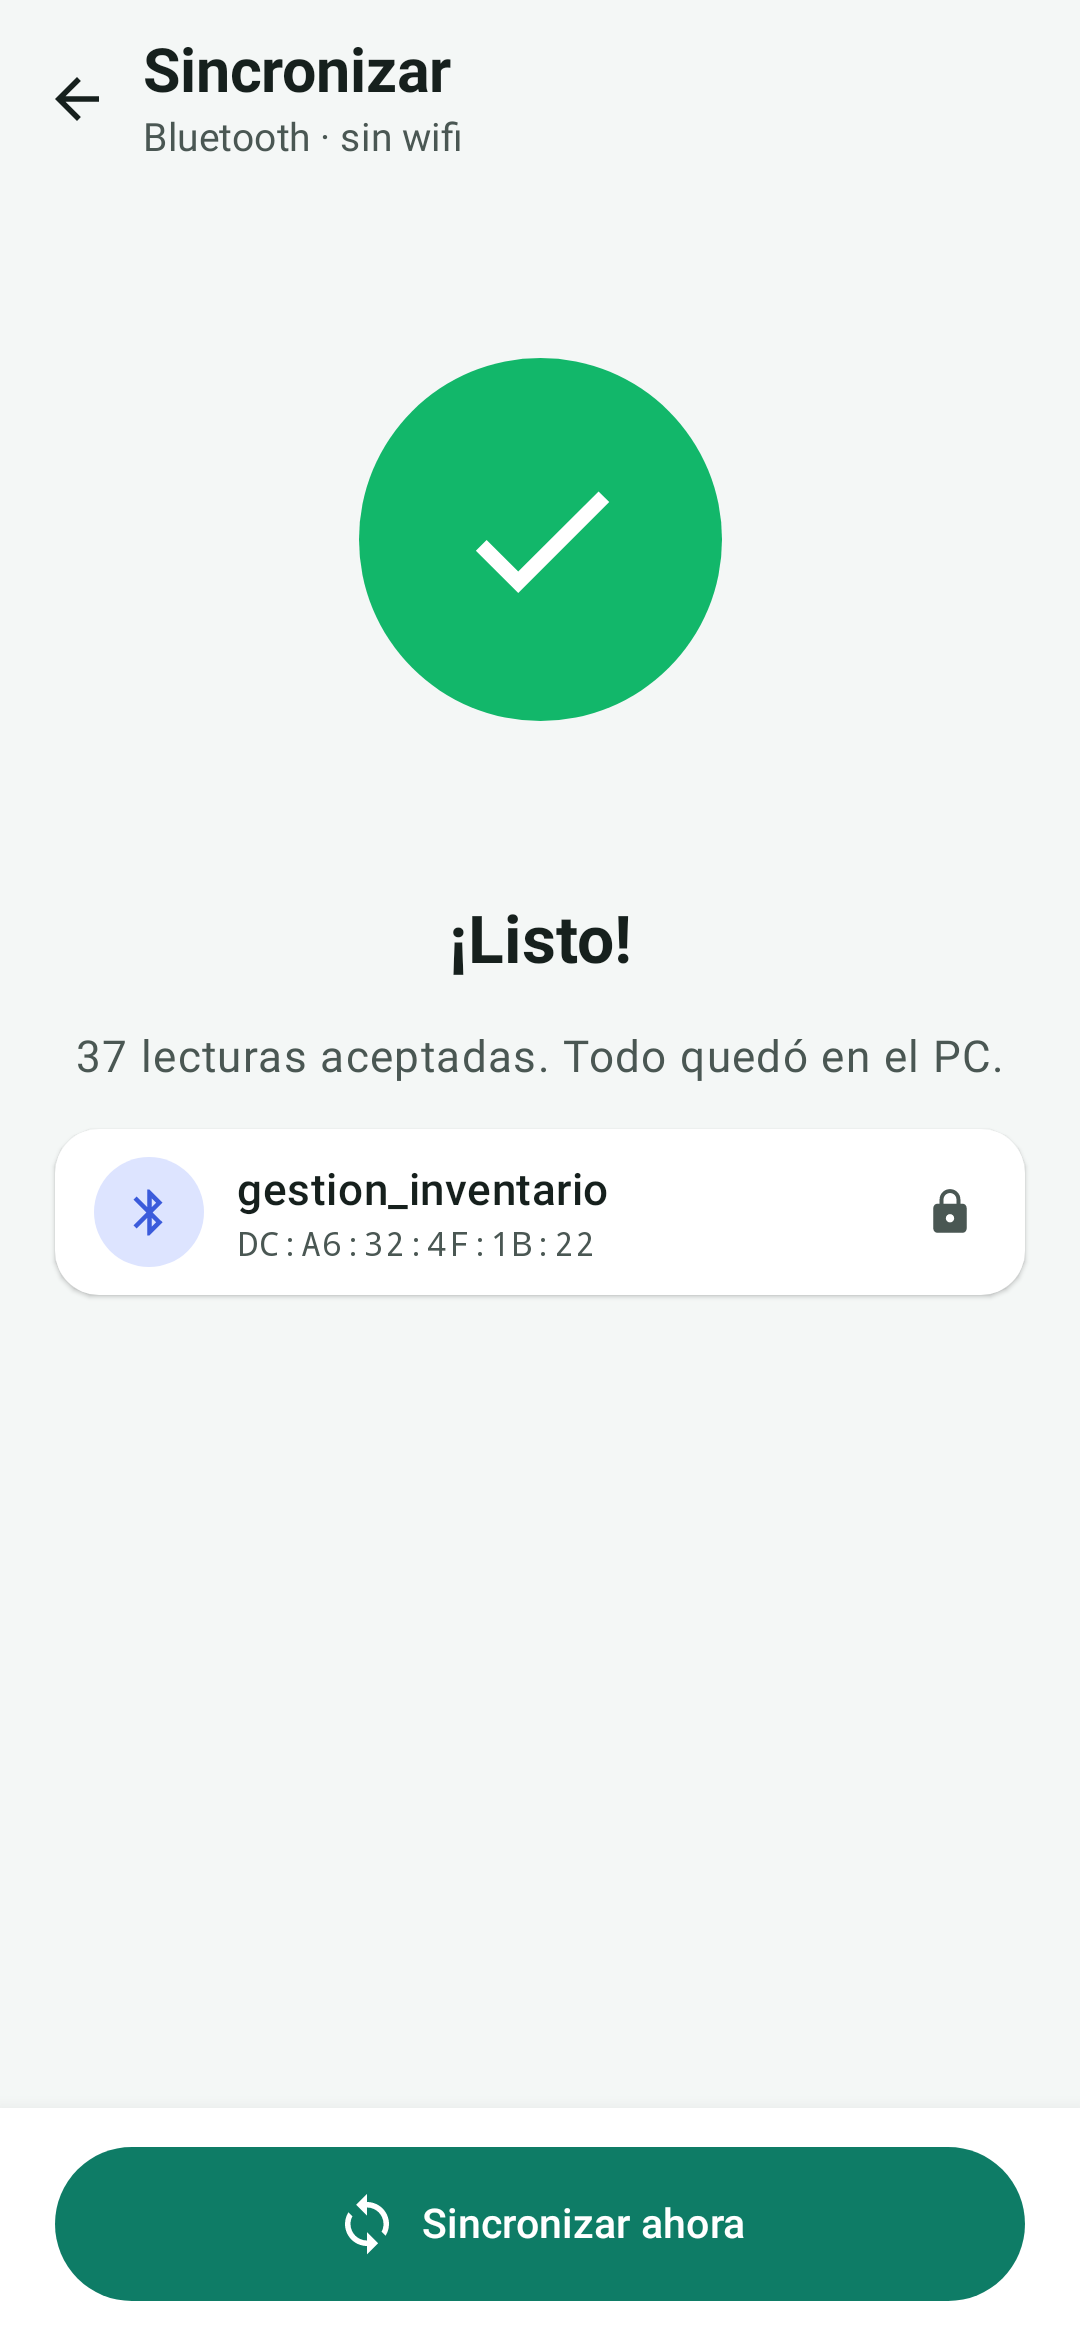 Sincronizar
Bluetooth · sin wifi
¡Listo!
37 lecturas aceptadas. Todo quedó en el PC.
gestion_inventario
DC:A6:32:4F:1B:22
Sincronizar ahora